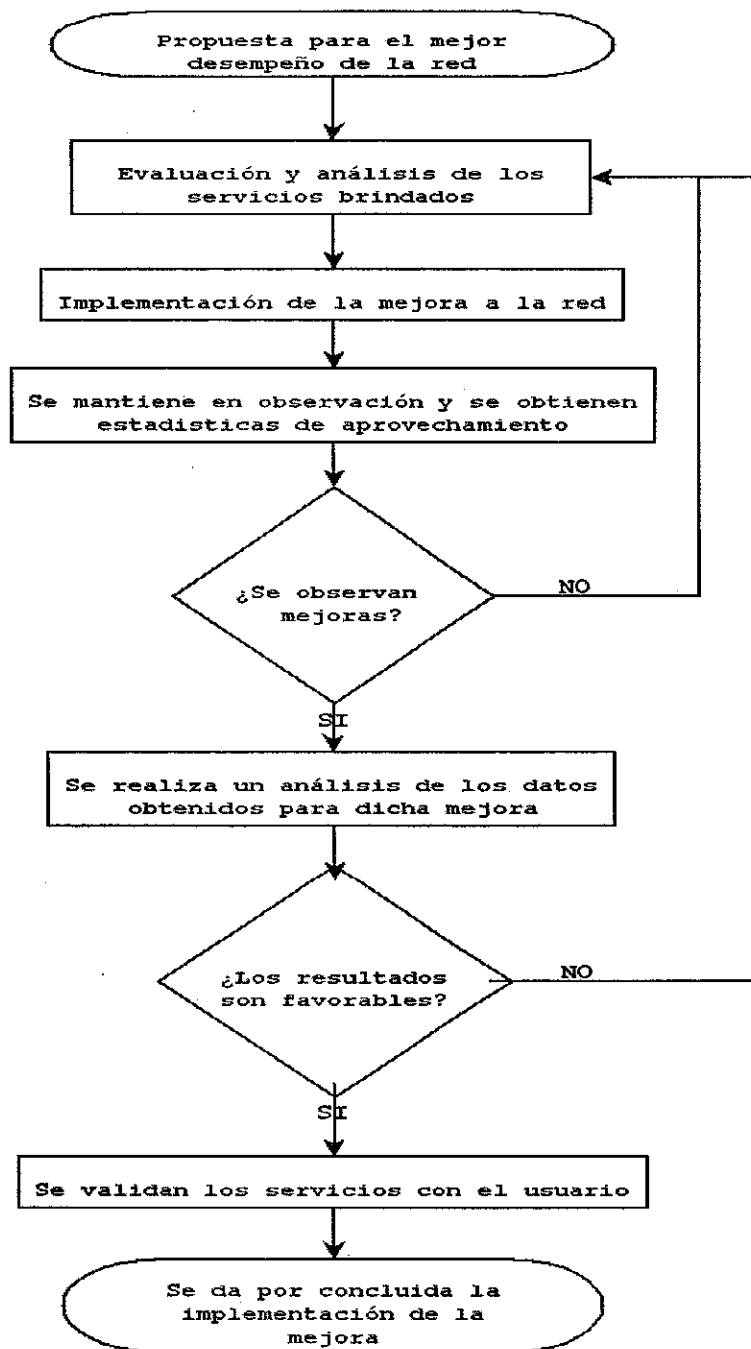 Propuesta para el mejor
desempeño de la red
Evaluación y análisis de los
servicios brindados
Implementación de la mejora a la red
Se mantiene en observación y se obtienen
estadisticas de aprovechamiento
¿Se observan
mejoras?
NO
SI
Se realiza un análisis de los datos
obtenidos para dicha mejora
¿Los resultados
son favorables?
NO
SI
Se validan los servicios con el usuario
Se da por concluida la
implementación de la
mejora